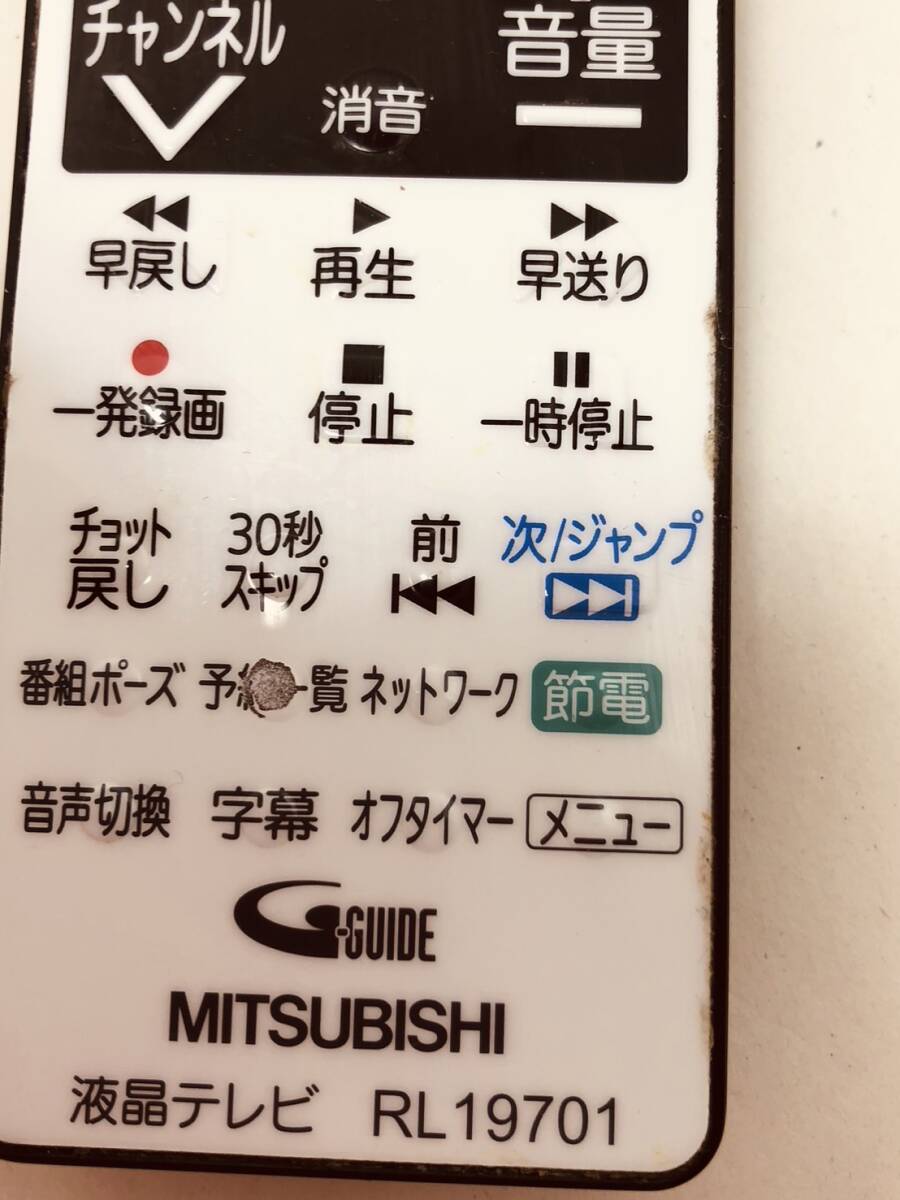 チャンネル 消音 音量
早戻し 再生 早送り
一発録画 停止 一時停止
チョット 30秒 前 次/ジャンプ
戻し スキップ
番組ポーズ 予 一覧 ネットワーク 節電
音声切換 字幕 オフタイマー メニュー
G-GUIDE
MITSUBISHI
液晶テレビ RL19701